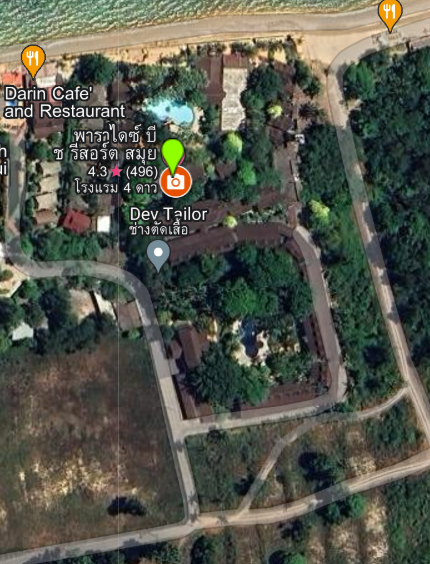 Darin Cafe'
and Restaurant
พาราไดซ์ บี
ช รีสอร์ต สมุย
4.3 ★ (496)
โรงแรม 4 ดาว
h
ui
Dev Tailor
ช่างตัดเสื้อ